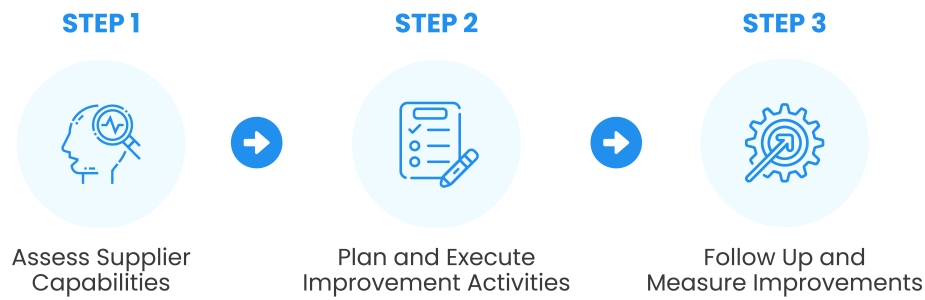 STEP 1
STEP 2
STEP 3
Assess Supplier
Capabilities
Plan and Execute
Improvement Activities
Follow Up and
Measure Improvements